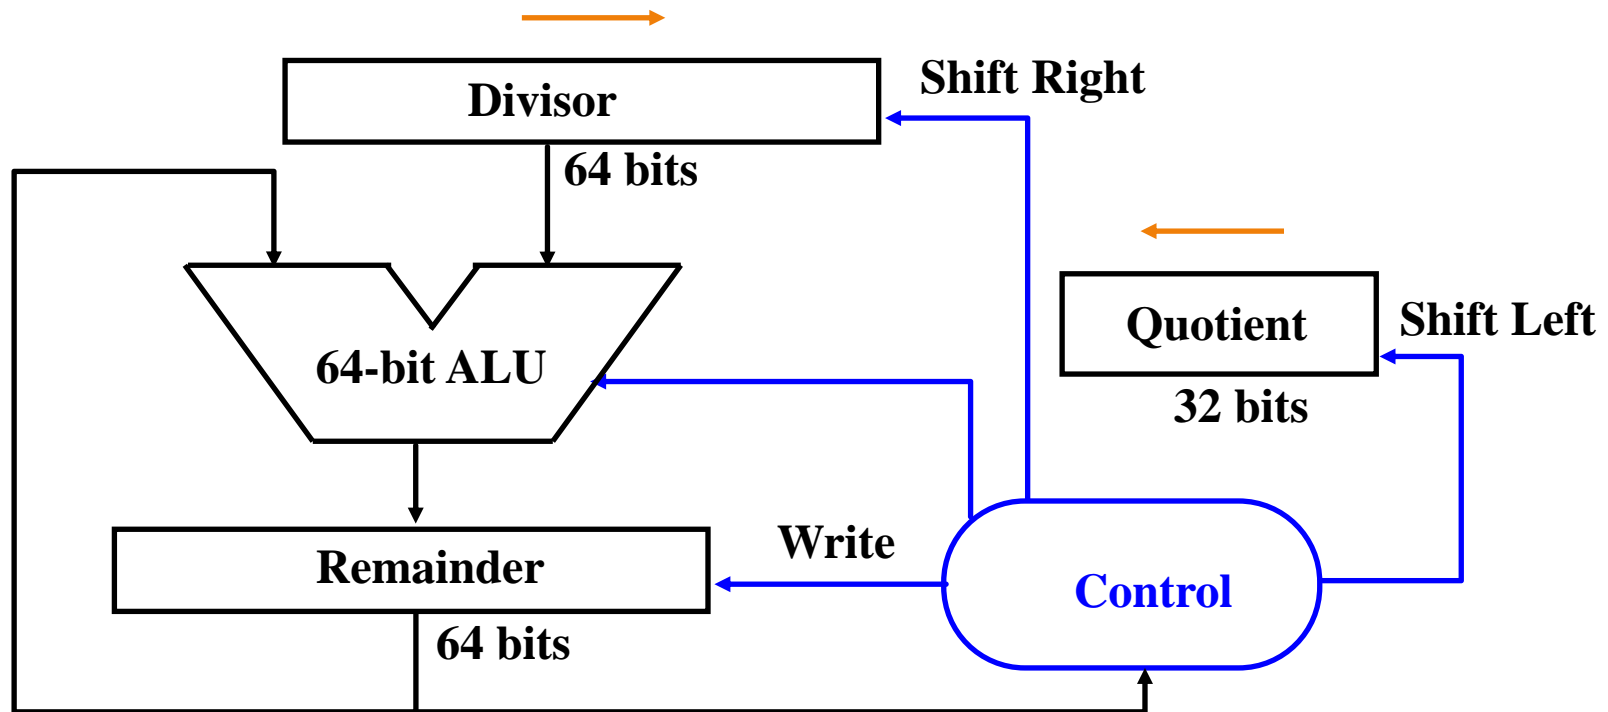 Shift Right
Divisor
64 bits
Quotient
Shift Left
64-bit ALU
32 bits
Write
Remainder
Control
64 bits